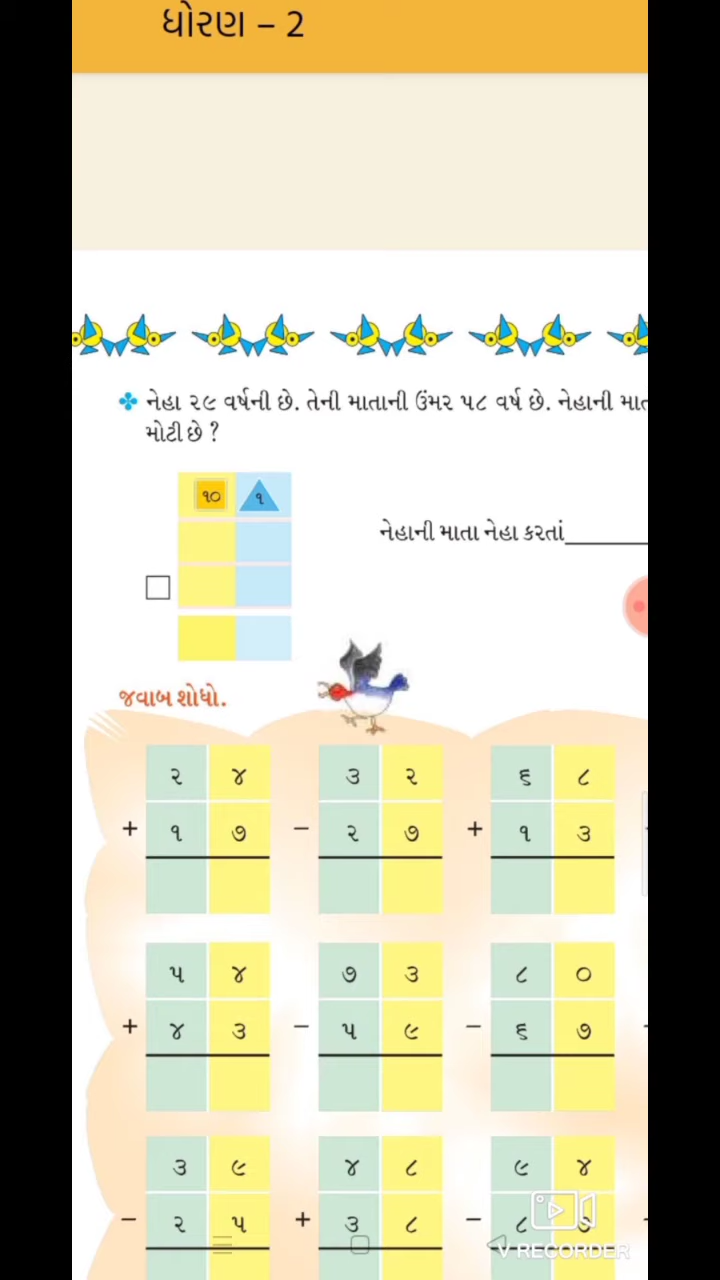 ધોરણ – 2
નેહા ૨૯ વર્ષની છે. તેની માતાની ઉંમર ૫૮ વર્ષ છે. નેહાની
મોટી છે ?
૧૦ ૧
નેહાની માતા નેહા કરતાં
જવાબ શોધો.
૨ ૪ ૩ ૨ ૬ ૮
+ ૧ ૭ – ૨ ૭ + ૧ ૩
૫ ૪ ૭ ૩ ૮ ૦
+ ૪ ૩ – ૫ ૯ – ૬ ૭
૩ ૯ ૪ ૮ ૯ ૪
– ૨ ૫ + ૩ ૮ – ૮
V RECORDER